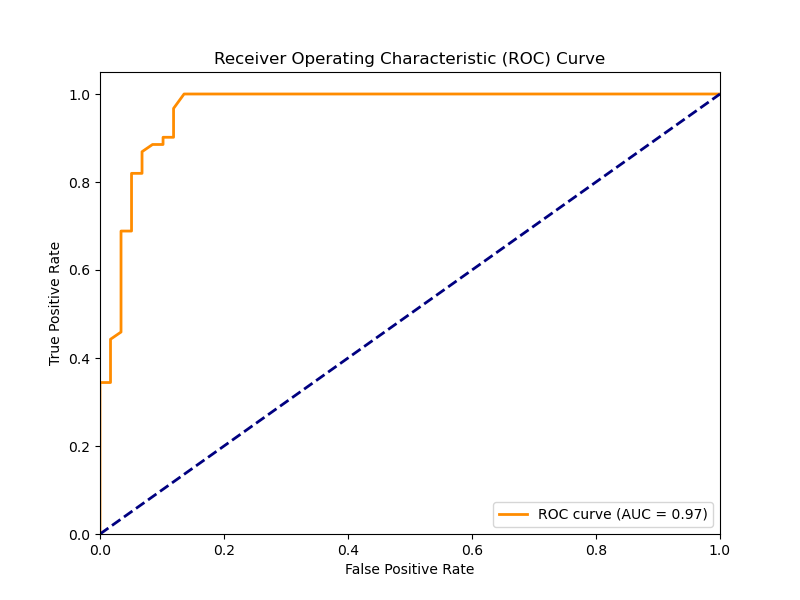 Receiver Operating Characteristic (ROC) Curve
1.0
0.8
0.6
0.4
0.2
0.0
True Positive Rate
ROC curve (AUC = 0.97)
0.0 0.2 0.4 0.6 0.8 1.0
False Positive Rate